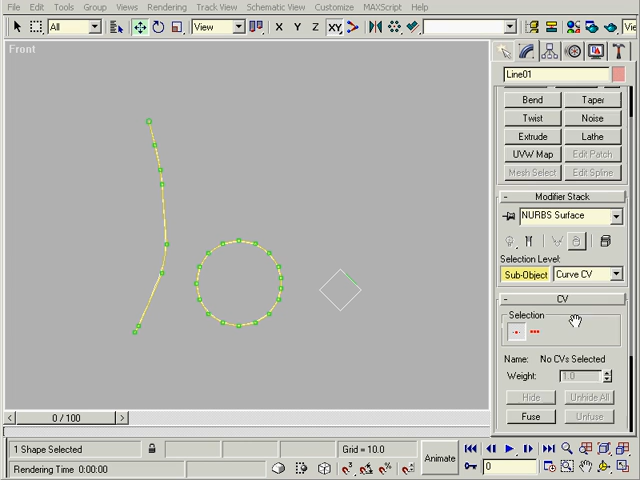 File Edit Tools Group Views Rendering Track View Schematic View Customize MAXScript Help
All View X Y Z XY
Front
Line01
Bend Taper
Twist Noise
Extrude Lathe
UVW Map Edit Patch
Mesh Select Edit Spline
- Modifier Stack
NURBS Surface
Selection Level:
Sub-Object Curve CV
- CV
Selection
Name: No CVs Selected
Weight: 1.0
Hide Unhide All
Fuse Unfuse
< 0 / 100 >
1 Shape Selected Grid = 10.0 Animate
Rendering Time 0:00:00 0